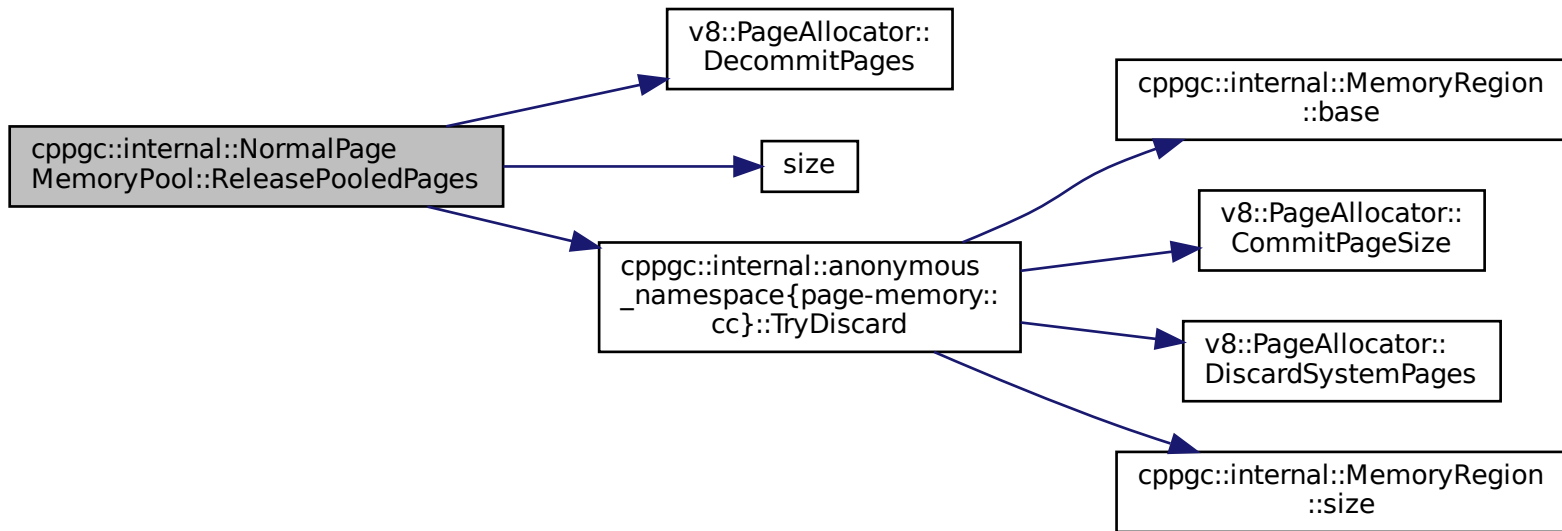 cppgc::internal::NormalPage
MemoryPool::ReleasePooledPages
v8::PageAllocator::
DecommitPages
size
cppgc::internal::anonymous
_namespace{page-memory::
cc}::TryDiscard
cppgc::internal::MemoryRegion
::base
v8::PageAllocator::
CommitPageSize
v8::PageAllocator::
DiscardSystemPages
cppgc::internal::MemoryRegion
::size